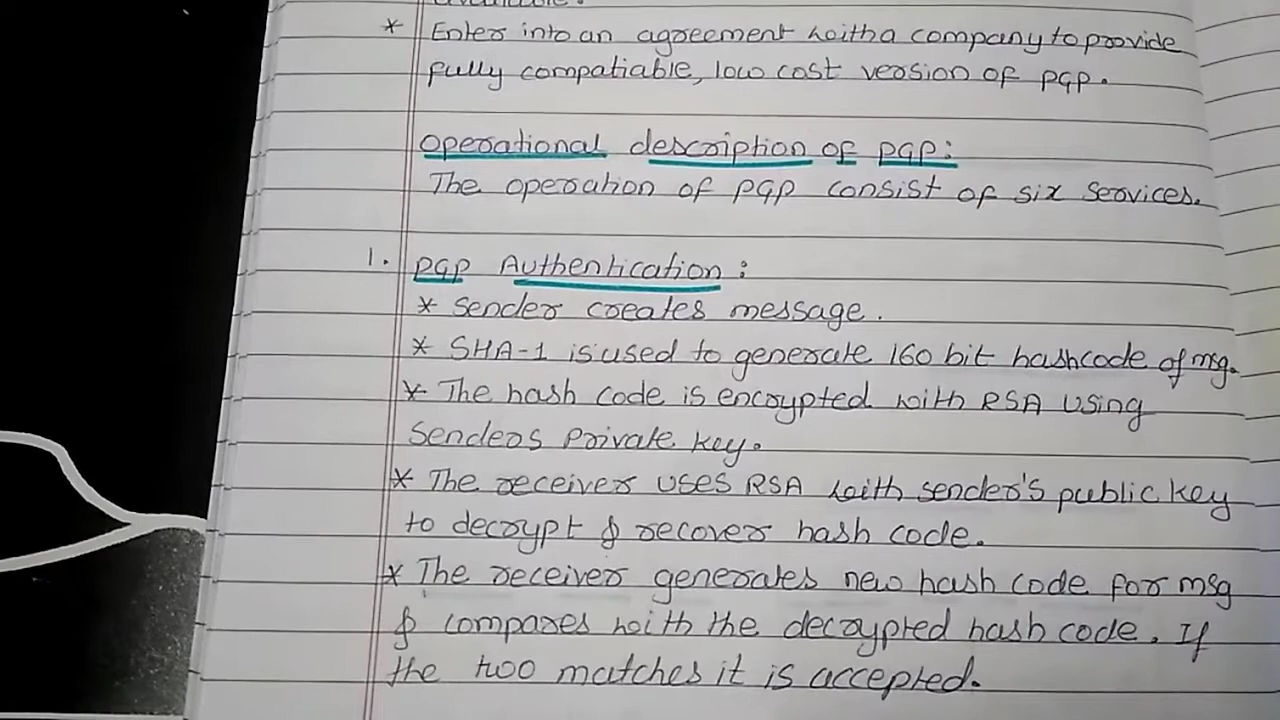 available.
* Enter into an agreement with a company to provide
fully compatiable, low cost version of PGP.
Operational description of PGP:
The operation of PGP consist of six services.
1. PGP Authentication:
* Sender creates message.
* SHA-1 is used to generate 160 bit hashcode of msg.
* The hash code is encrypted with RSA using
senders private key.
* The receiver uses RSA with sender's public key
to decrypt & recover hash code.
* The receiver generates new hash code for msg
& compares with the decrypted hash code. If
the two matches it is accepted.